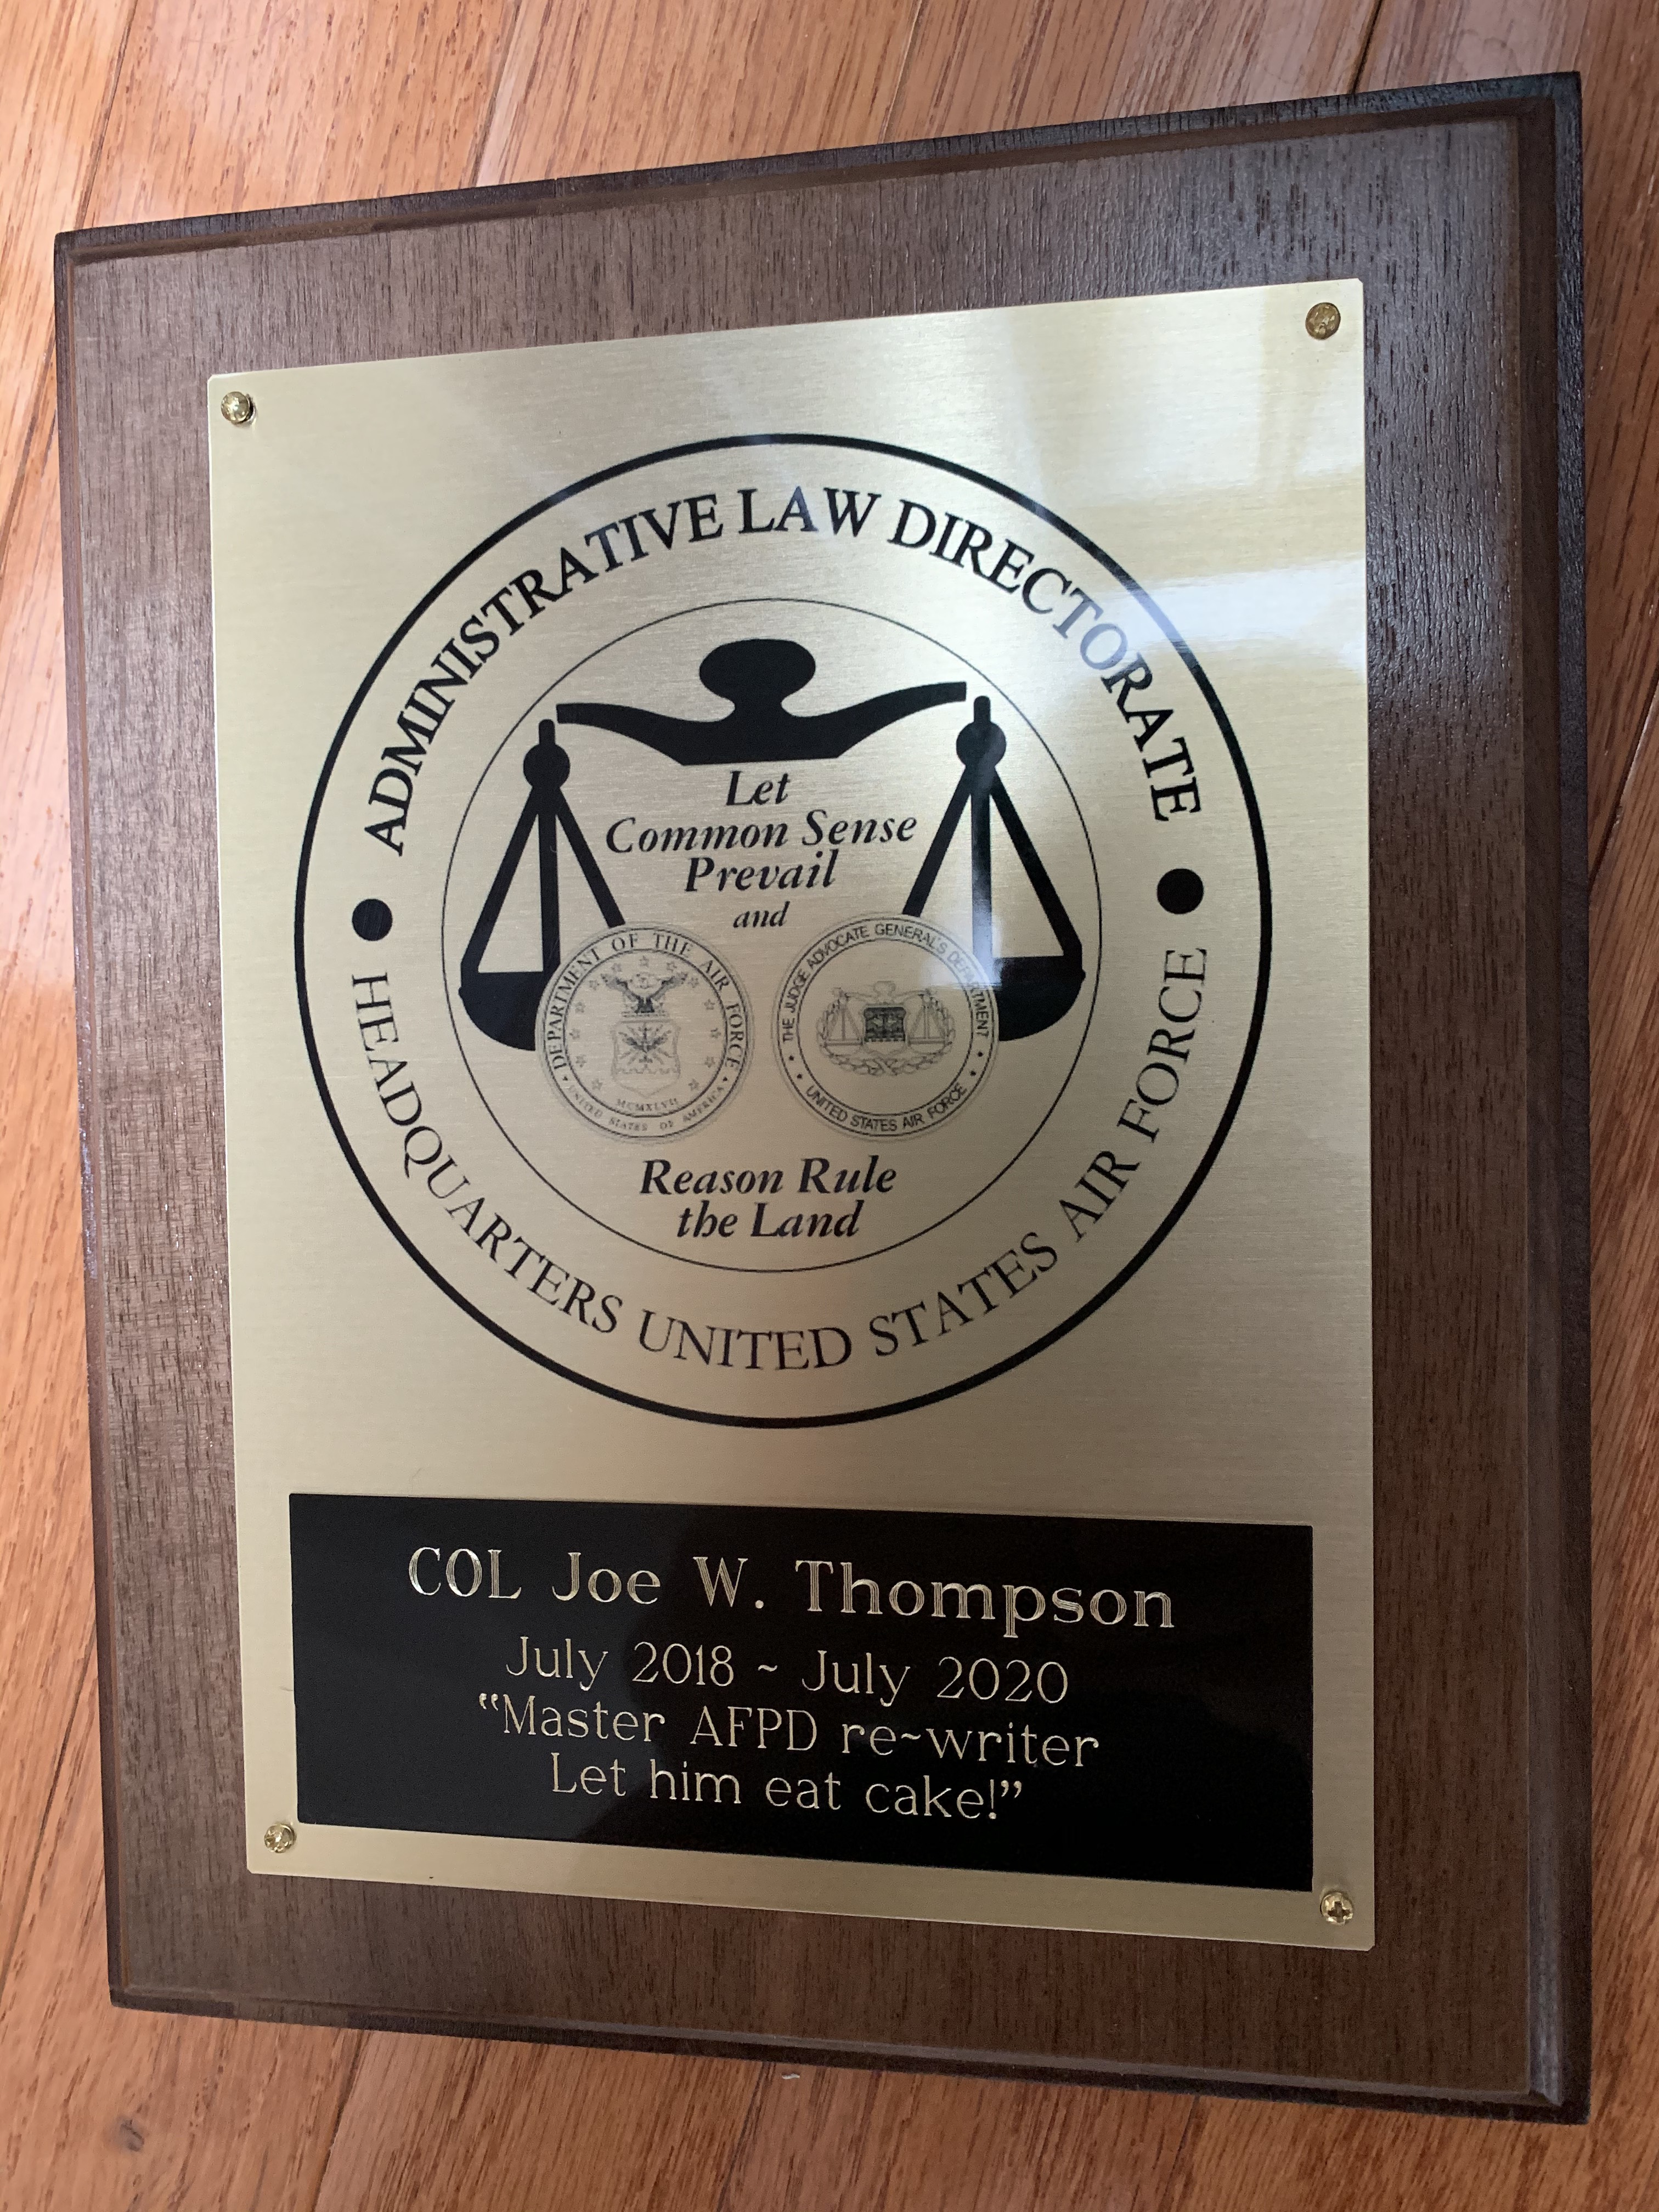 ADMINISTRATIVE LAW DIRECTORATE
Let
Common Sense
Prevail
and
DEPARTMENT OF THE AIR FORCE
MCMXLVII
UNITED STATES OF AMERICA
THE JUDGE ADVOCATE GENERAL'S DEPARTMENT
UNITED STATES AIR FORCE
Reason Rule
the Land
HEADQUARTERS UNITED STATES AIR FORCE
COL Joe W. Thompson
July 2018 ~ July 2020
“Master AFPD re-writer
Let him eat cake!”